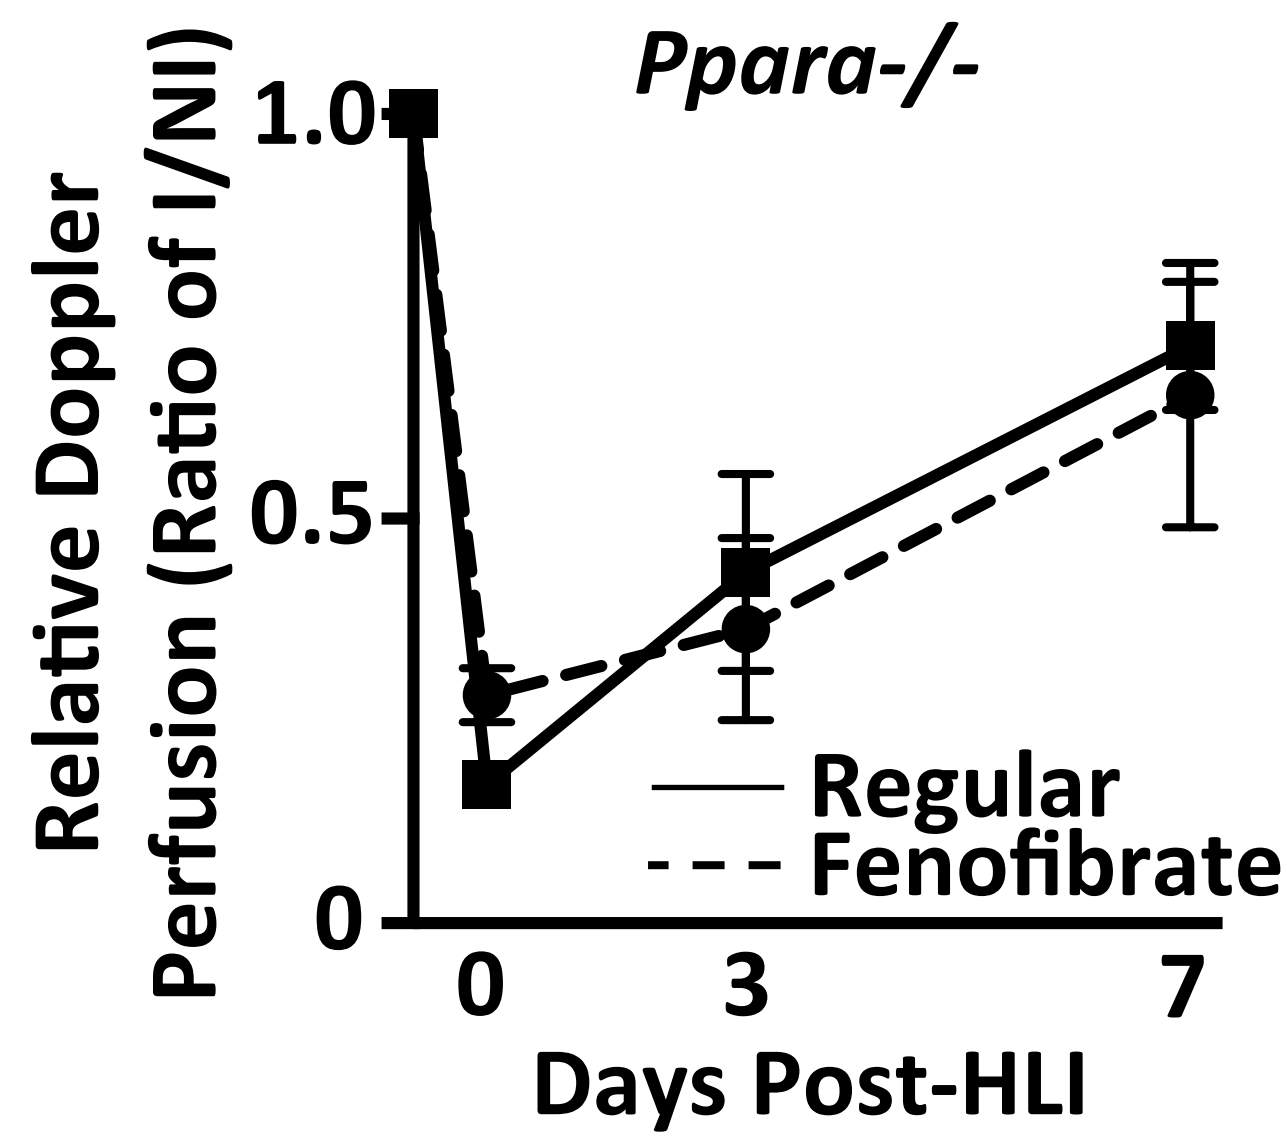 Ppara-/-
Relative Doppler
Perfusion (Ratio of I/NI)
1.0
0.5
0
Regular
Fenofibrate
0 3 7
Days Post-HLI